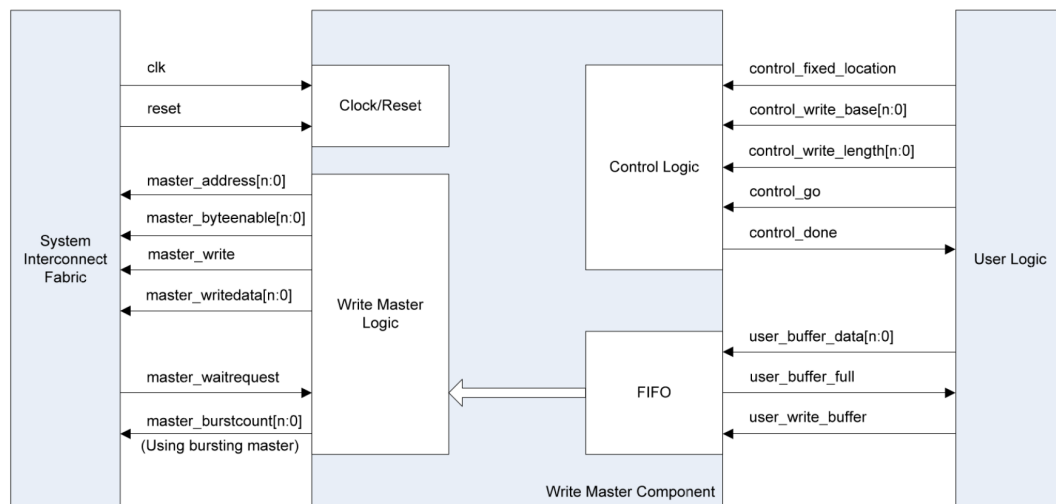 clk
reset
Clock/Reset
master_address[n:0]
master_byteenable[n:0]
master_write
master_writedata[n:0]
System
Interconnect
Fabric
Write Master
Logic
master_waitrequest
master_burstcount[n:0]
(Using bursting master)
control_fixed_location
control_write_base[n:0]
control_write_length[n:0]
control_go
control_done
Control Logic
User Logic
user_buffer_data[n:0]
user_buffer_full
user_write_buffer
FIFO
Write Master Component